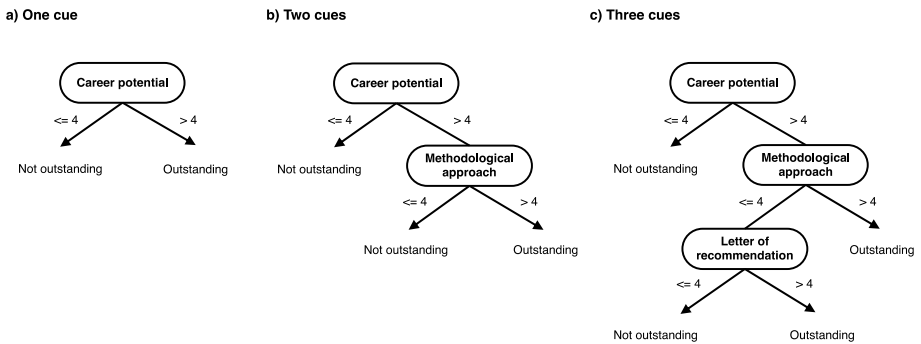 a) One cue
Career potential
<= 4
> 4
Not outstanding
Outstanding
b) Two cues
Career potential
<= 4
> 4
Not outstanding
Methodological
approach
<= 4
> 4
Not outstanding
Outstanding
c) Three cues
Career potential
<= 4
> 4
Not outstanding
Methodological
approach
<= 4
> 4
Letter of
recommendation
Outstanding
<= 4
> 4
Not outstanding
Outstanding